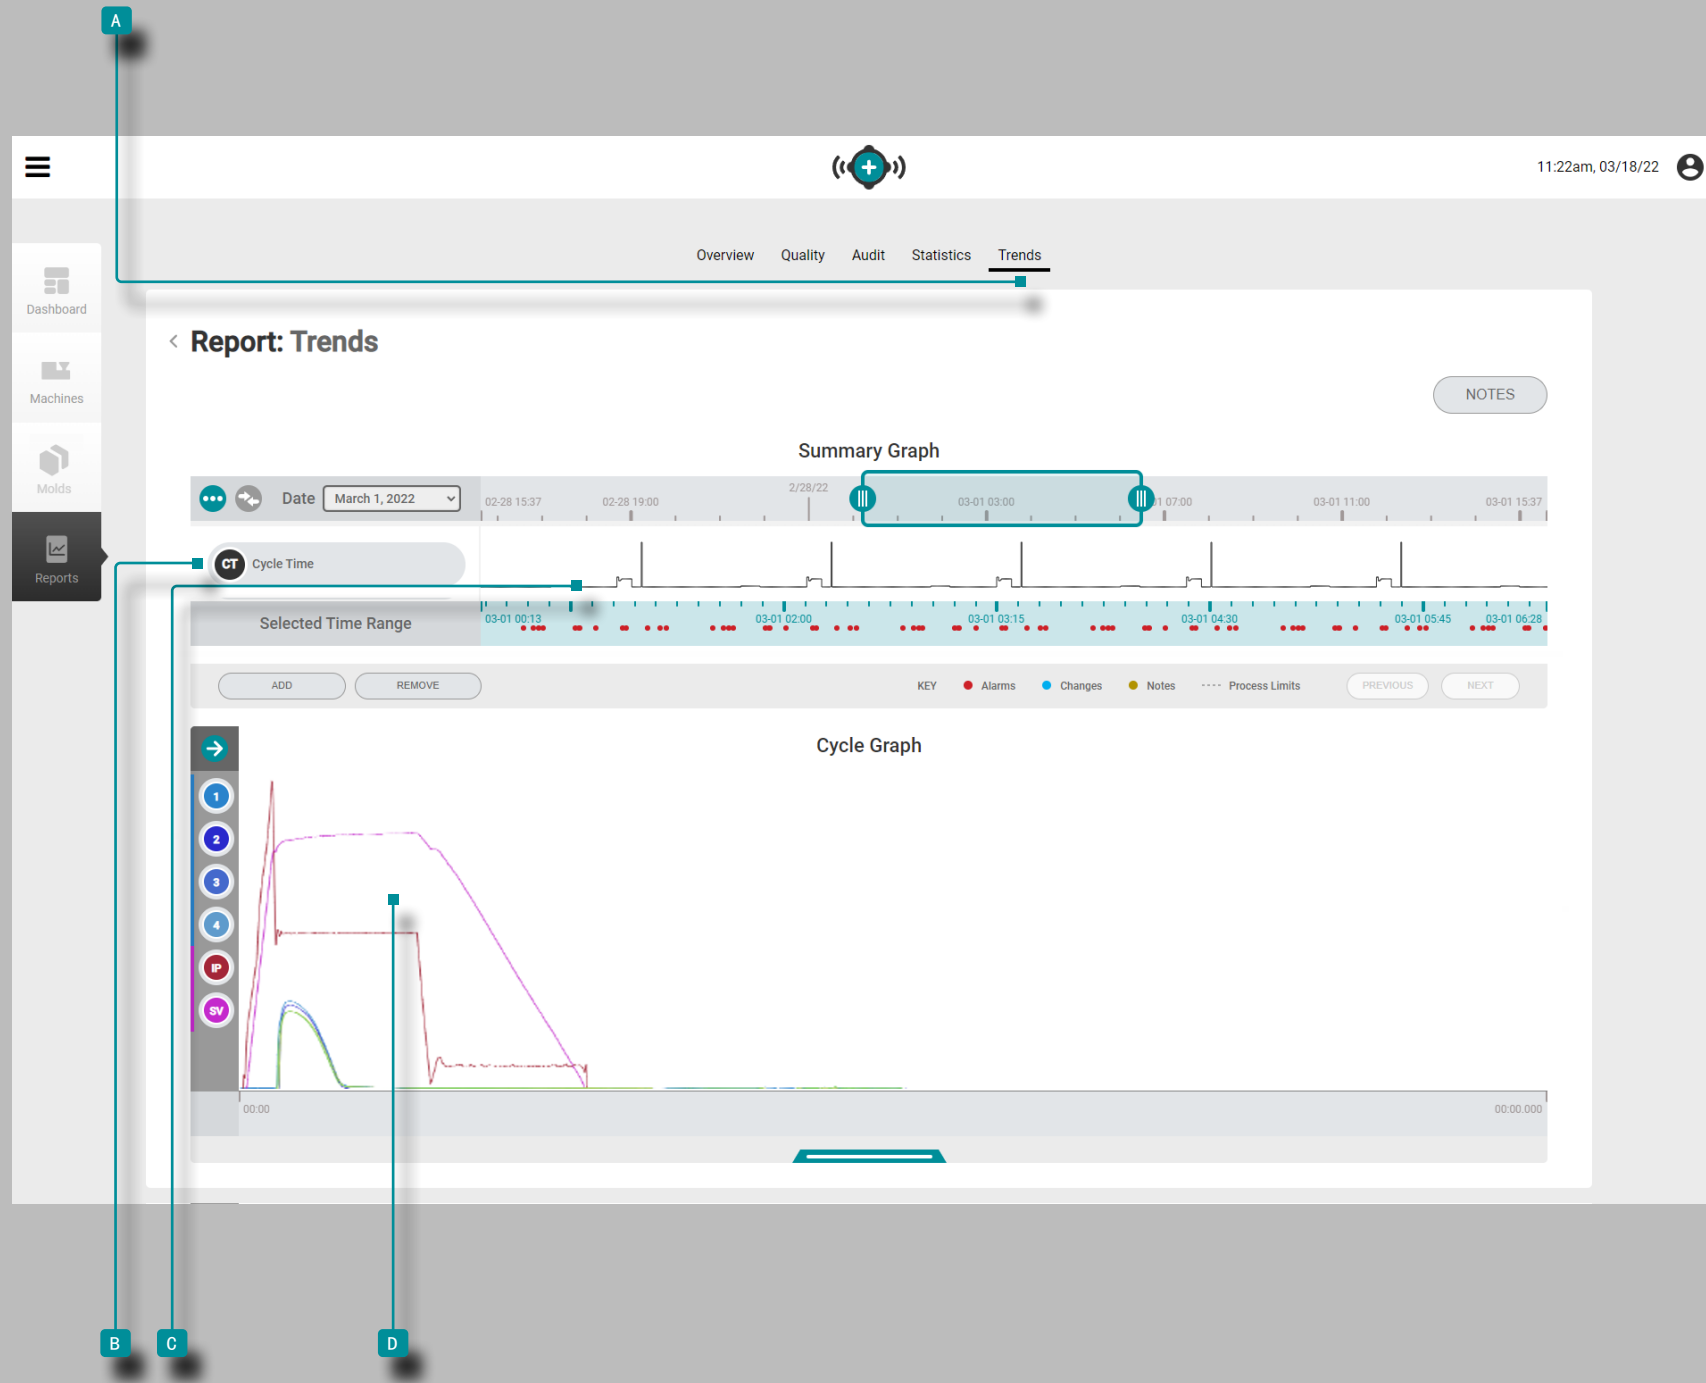 A
11:22am, 03/18/22
Overview Quality Audit Statistics Trends
Dashboard
Machines
Molds
Reports
Report: Trends
NOTES
Summary Graph
Date March 1, 2022
02-28 15:37 02-28 19:00 2/28/22 03-01 03:00 01 07:00 03-01 11:00 03-01 15:37
CT Cycle Time
Selected Time Range
03-01 00:13 03-01 02:00 03-01 03:15 03-01 04:30 03-01 05:45 03-01 06:28
ADD REMOVE KEY Alarms Changes Notes Process Limits PREVIOUS NEXT
Cycle Graph
1
2
3
4
IP
SV
00:00 00:00.000
B C D